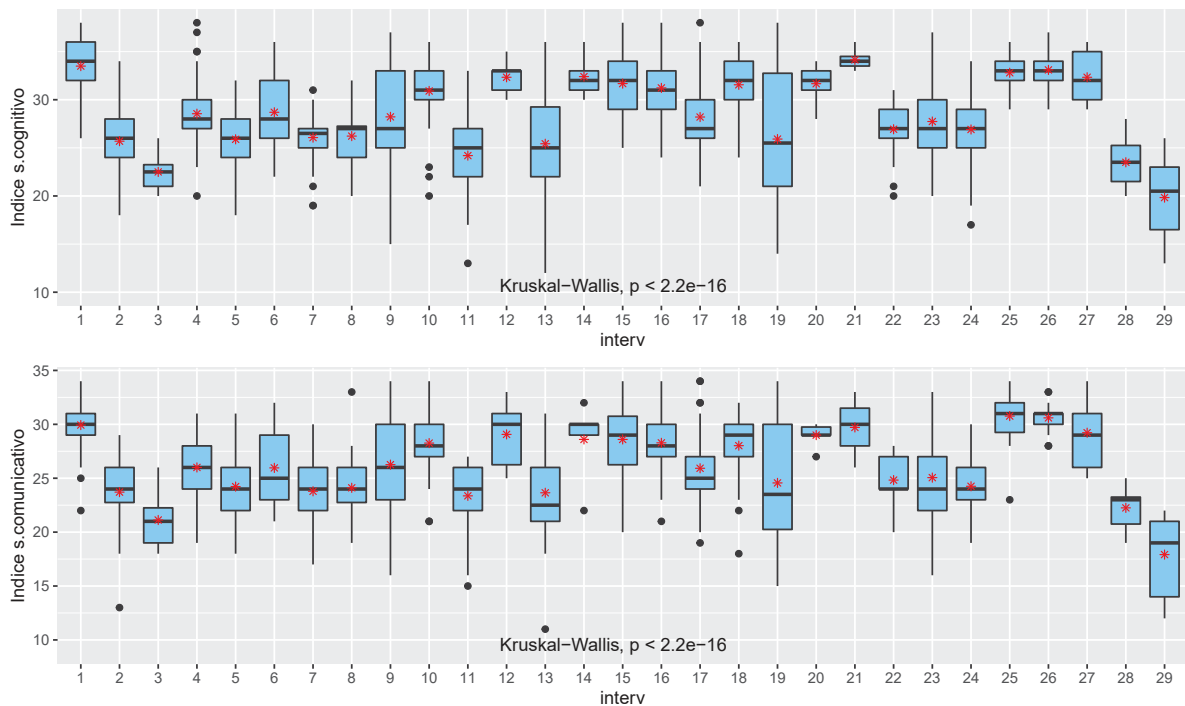 Indice s.cognitivo
30
20
10
Kruskal−Wallis, p < 2.2e−16
1 2 3 4 5 6 7 8 9 10 11 12 13 14 15 16 17 18 19 20 21 22 23 24 25 26 27 28 29
interv
Indice s.comunicativo
35
30
25
20
15
10
Kruskal−Wallis, p < 2.2e−16
1 2 3 4 5 6 7 8 9 10 11 12 13 14 15 16 17 18 19 20 21 22 23 24 25 26 27 28 29
interv